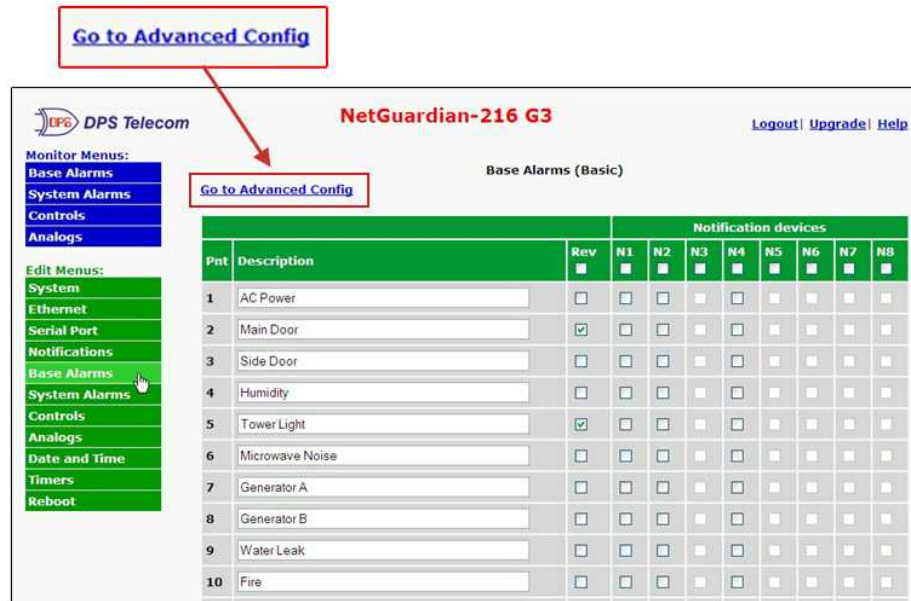 Go to Advanced Config
DPS DPS Telecom
NetGuardian-216 G3
Logout| Upgrade| Help
Monitor Menus:
Base Alarms
System Alarms
Controls
Analogs
Edit Menus:
System
Ethernet
Serial Port
Notifications
Base Alarms
System Alarms
Controls
Analogs
Date and Time
Timers
Reboot
Base Alarms (Basic)
Go to Advanced Config
Notification devices
Pnt Description Rev N1 N2 N3 N4 N5 N6 N7 N8
1 AC Power
2 Main Door
3 Side Door
4 Humidity
5 Tower Light
6 Microwave Noise
7 Generator A
8 Generator B
9 Water Leak
10 Fire